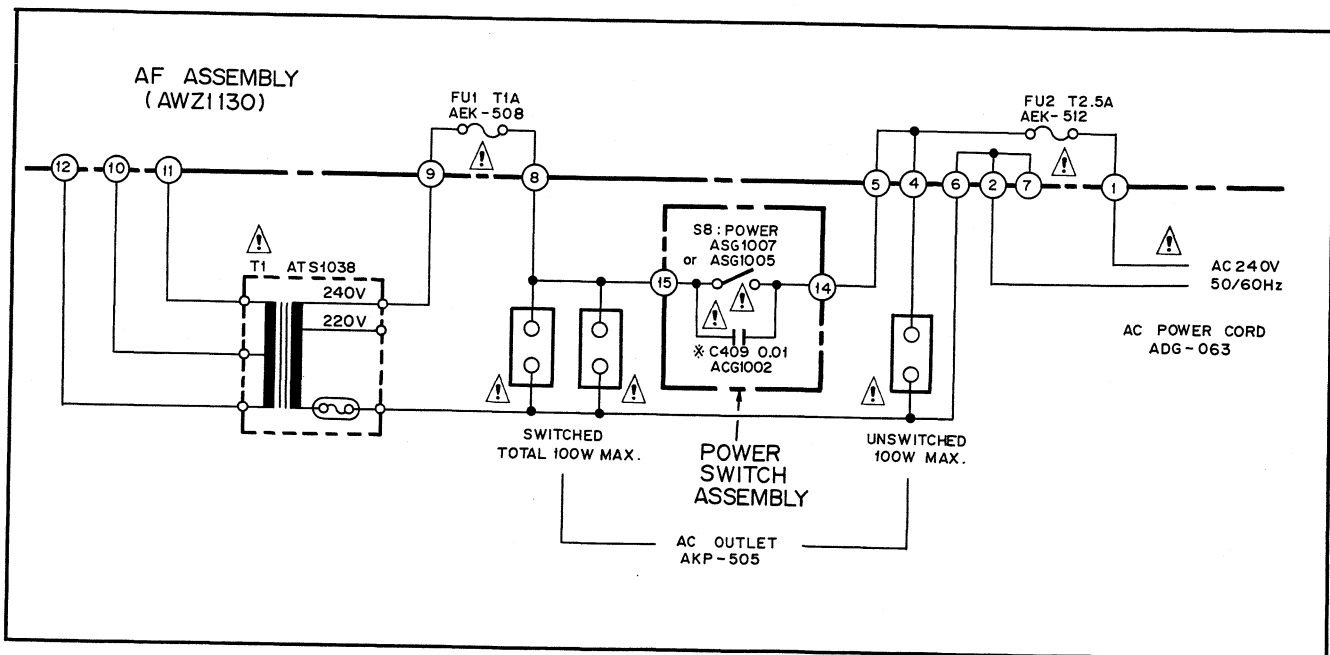 AF ASSEMBLY
(AWZ1130)
FU1 T1A
AEK-508
FU2 T2.5A
AEK-512
12
10
11
9
8
5
4
6
2
7
1
S8 : POWER
ASG1007
or ASG1005
15
14
※ C409 0.01
ACG1002
T1 ATS1038
240V
220V
AC 240V
50/60Hz
AC POWER CORD
ADG-063
SWITCHED
TOTAL 100W MAX.
POWER
SWITCH
ASSEMBLY
UNSWITCHED
100W MAX.
AC OUTLET
AKP-505